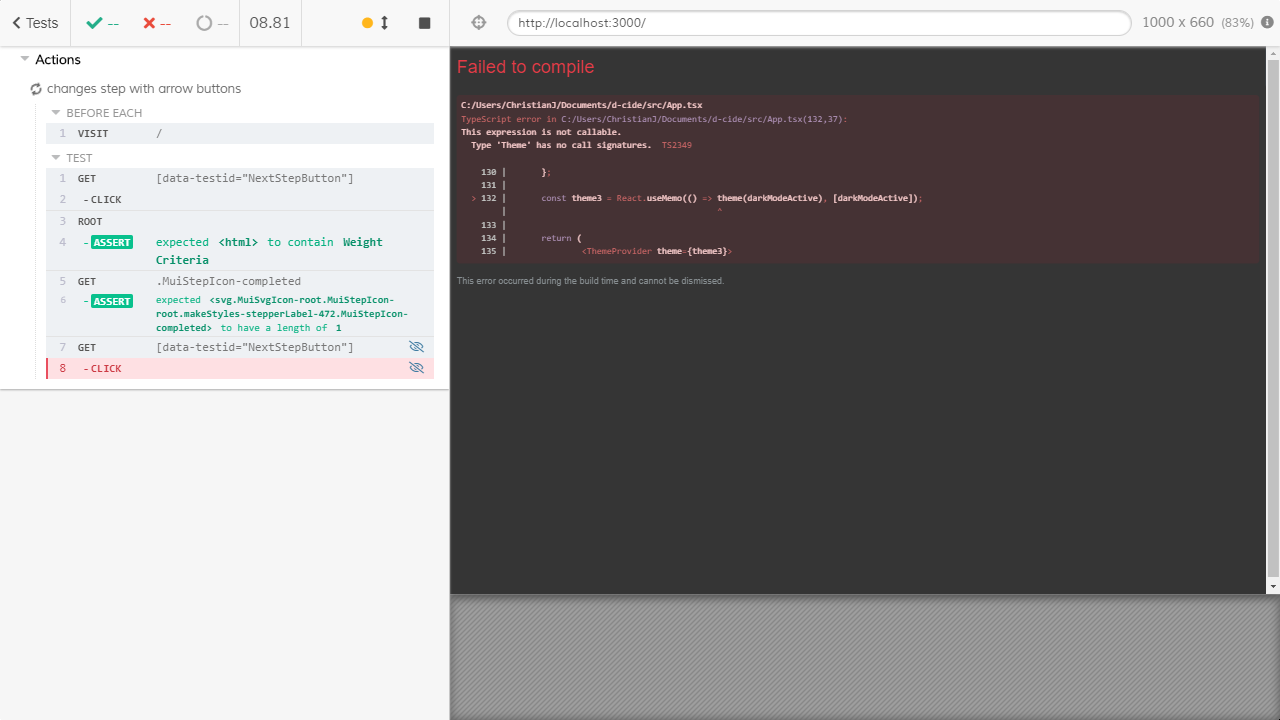 Tests
--
--
--
08.81
http://localhost:3000/
1000 x 660 (83%)
Actions
changes step with arrow buttons
BEFORE EACH
1 VISIT /
TEST
1 GET [data-testid="NextStepButton"]
2 - CLICK
3 ROOT
4 - ASSERT expected <html> to contain Weight
Criteria
5 GET .MuiStepIcon-completed
6 - ASSERT expected <svg.MuiSvgIcon-root.MuiStepIcon-
root.makeStyles-stepperLabel-472.MuiStepIcon-
completed> to have a length of 1
7 GET [data-testid="NextStepButton"]
8 - CLICK
Failed to compile
C:/Users/ChristianJ/Documents/d-cide/src/App.tsx
TypeScript error in C:/Users/ChristianJ/Documents/d-cide/src/App.tsx(132,37):
This expression is not callable.
Type 'Theme' has no call signatures. TS2349
130 | };
131 |
> 132 | const theme3 = React.useMemo(() => theme(darkModeActive), [darkModeActive]);
| ^
133 |
134 | return (
135 | <ThemeProvider theme={theme3}>
This error occurred during the build time and cannot be dismissed.